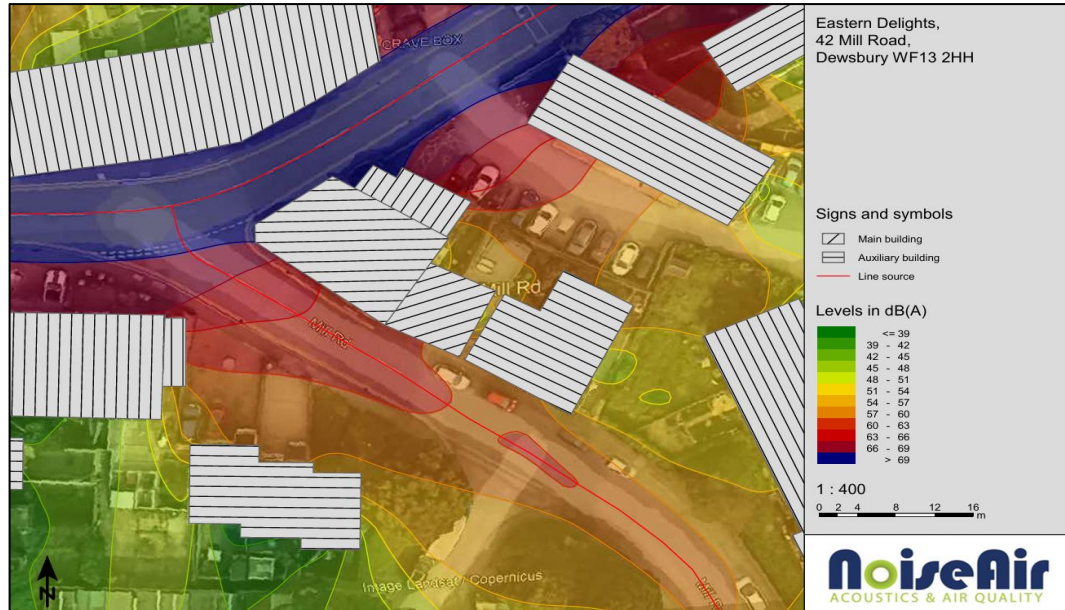 CRAVE BOX
Mill Rd
Mill Rd
Image Landsat / Copernicus
N
Eastern Delights,
42 Mill Road,
Dewsbury WF13 2HH
Signs and symbols
Main building
Auxiliary building
Line source
Levels in dB(A)
<= 39
39 - 42
42 - 45
45 - 48
48 - 51
51 - 54
54 - 57
57 - 60
60 - 63
63 - 66
66 - 69
> 69
1 : 400
0 2 4 8 12 16
m
NoiseAir
ACOUSTICS & AIR QUALITY